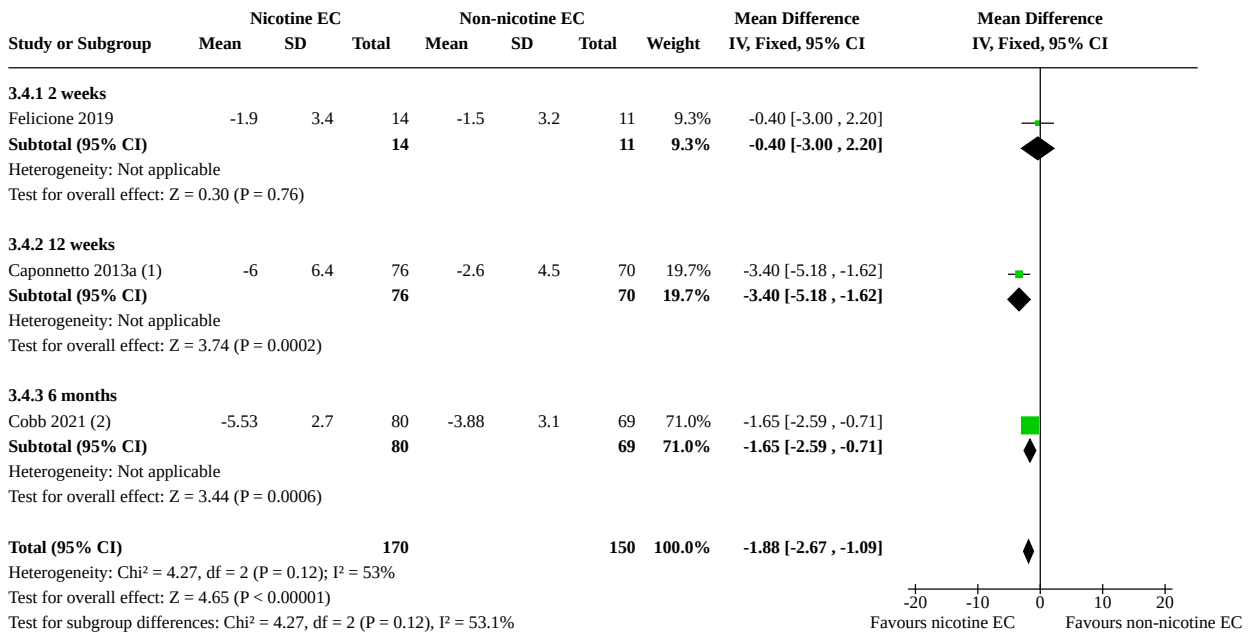 Nicotine EC Non-nicotine EC Mean Difference Mean Difference
Study or Subgroup Mean SD Total Mean SD Total Weight IV, Fixed, 95% CI IV, Fixed, 95% CI
3.4.1 2 weeks
Felicione 2019 -1.9 3.4 14 -1.5 3.2 11 9.3% -0.40 [-3.00 , 2.20]
Subtotal (95% CI) 14 11 9.3% -0.40 [-3.00 , 2.20]
Heterogeneity: Not applicable
Test for overall effect: Z = 0.30 (P = 0.76)
3.4.2 12 weeks
Caponnetto 2013a (1) -6 6.4 76 -2.6 4.5 70 19.7% -3.40 [-5.18 , -1.62]
Subtotal (95% CI) 76 70 19.7% -3.40 [-5.18 , -1.62]
Heterogeneity: Not applicable
Test for overall effect: Z = 3.74 (P = 0.0002)
3.4.3 6 months
Cobb 2021 (2) -5.53 2.7 80 -3.88 3.1 69 71.0% -1.65 [-2.59 , -0.71]
Subtotal (95% CI) 80 69 71.0% -1.65 [-2.59 , -0.71]
Heterogeneity: Not applicable
Test for overall effect: Z = 3.44 (P = 0.0006)
Total (95% CI) 170 150 100.0% -1.88 [-2.67 , -1.09]
Heterogeneity: Chi² = 4.27, df = 2 (P = 0.12); I² = 53%
Test for overall effect: Z = 4.65 (P < 0.00001)
-20 -10 0 10 20
Test for subgroup differences: Chi² = 4.27, df = 2 (P = 0.12), I² = 53.1%
Favours nicotine EC Favours non-nicotine EC